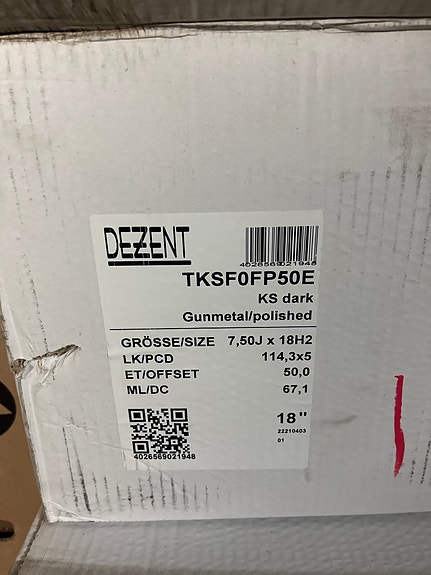 DEZENT
4026569021948
TKSF0FP50E
KS dark
Gunmetal/polished
GRÖSSE/SIZE 7,50J x 18H2
LK/PCD 114,3x5
ET/OFFSET 50,0
ML/DC 67,1
18"
22210403
01
4026569021948